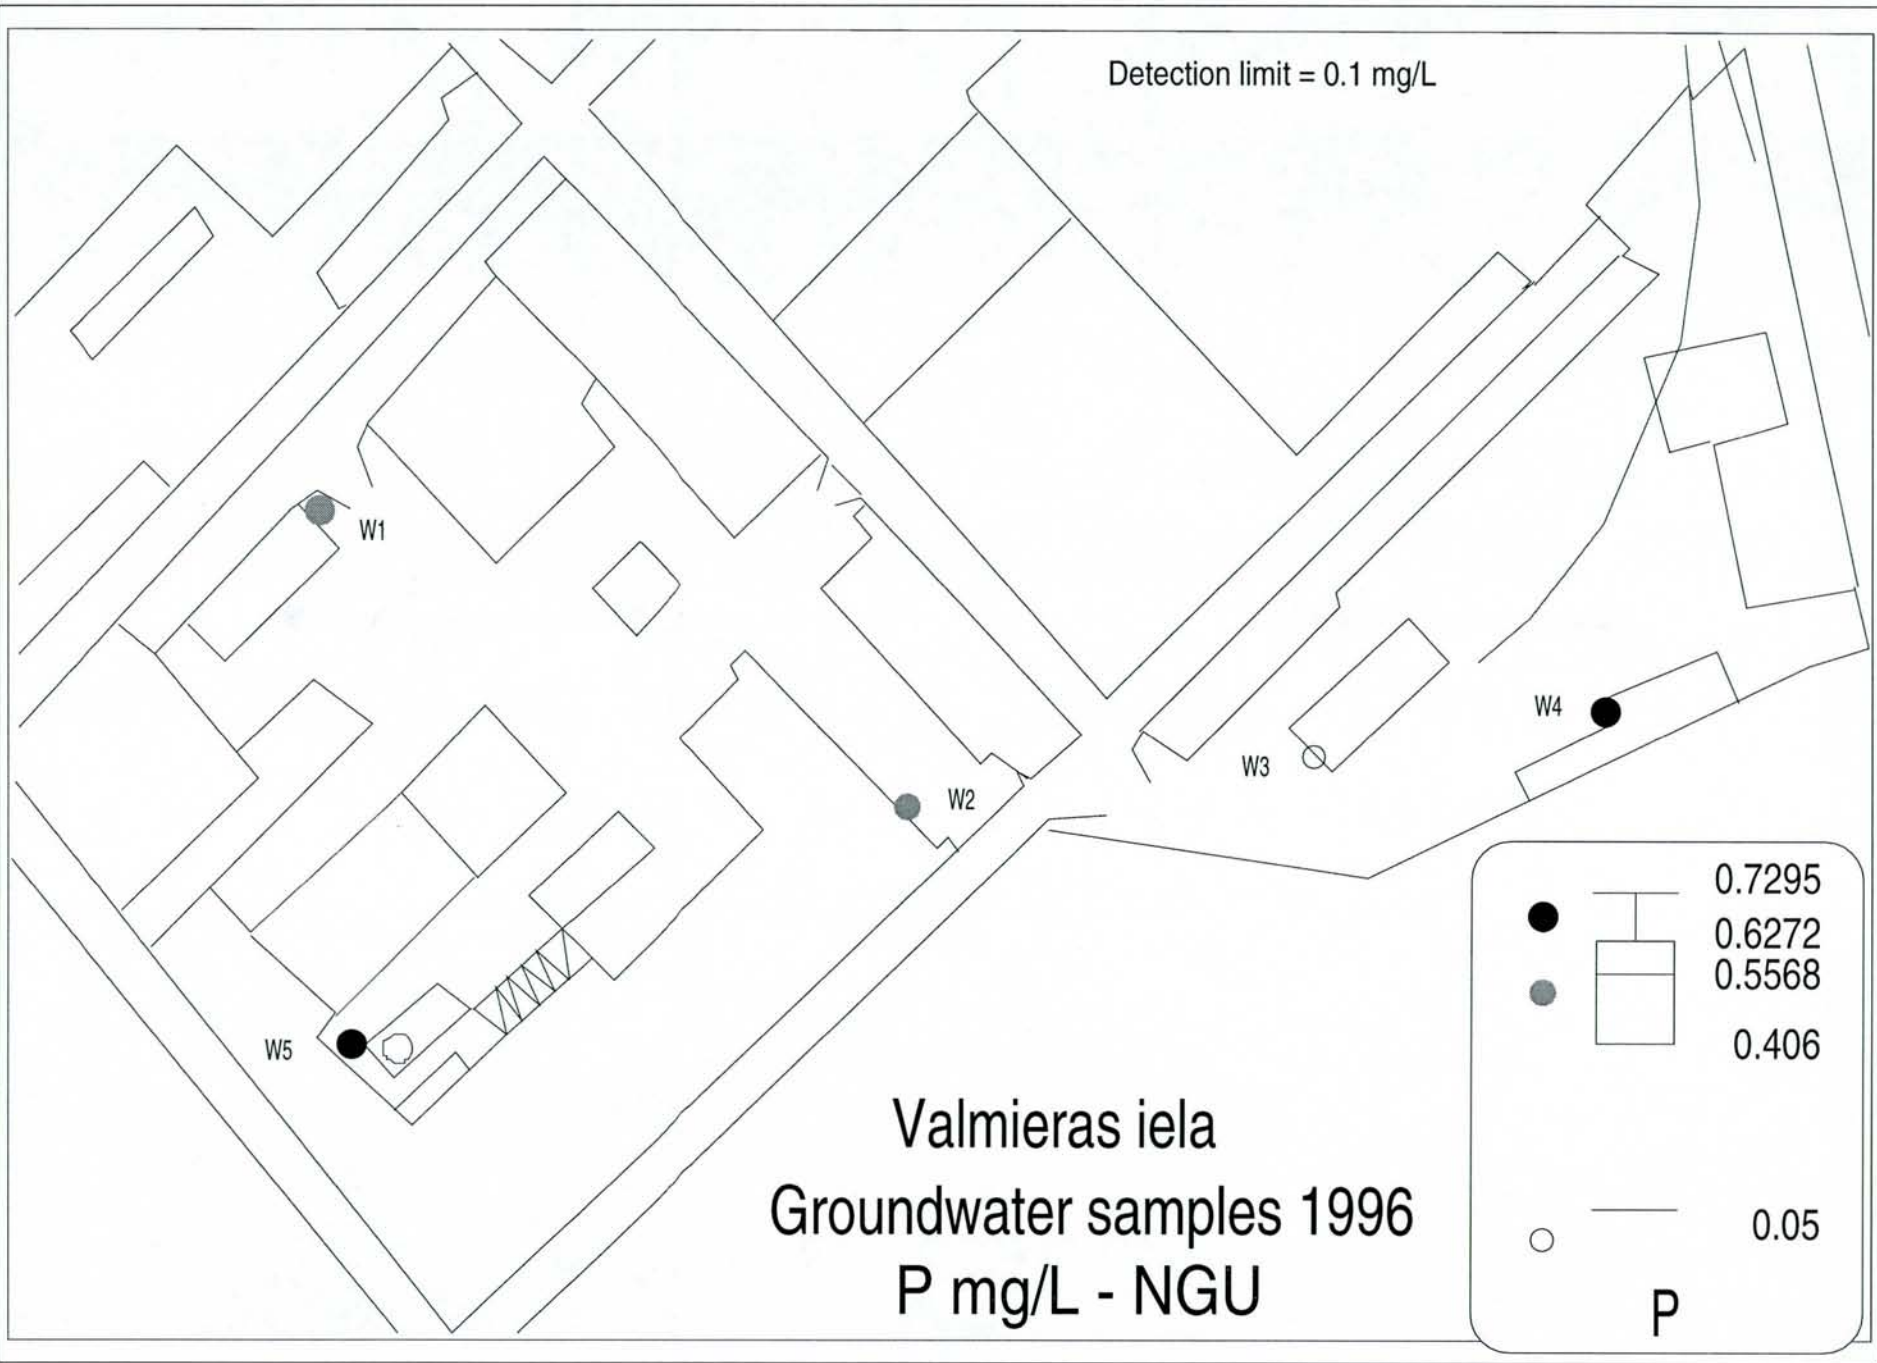 Detection limit = 0.1 mg/L
W1
W2
W3
W4
W5
Valmieras iela
Groundwater samples 1996
P mg/L - NGU
0.7295
0.6272
0.5568
0.406
0.05
P